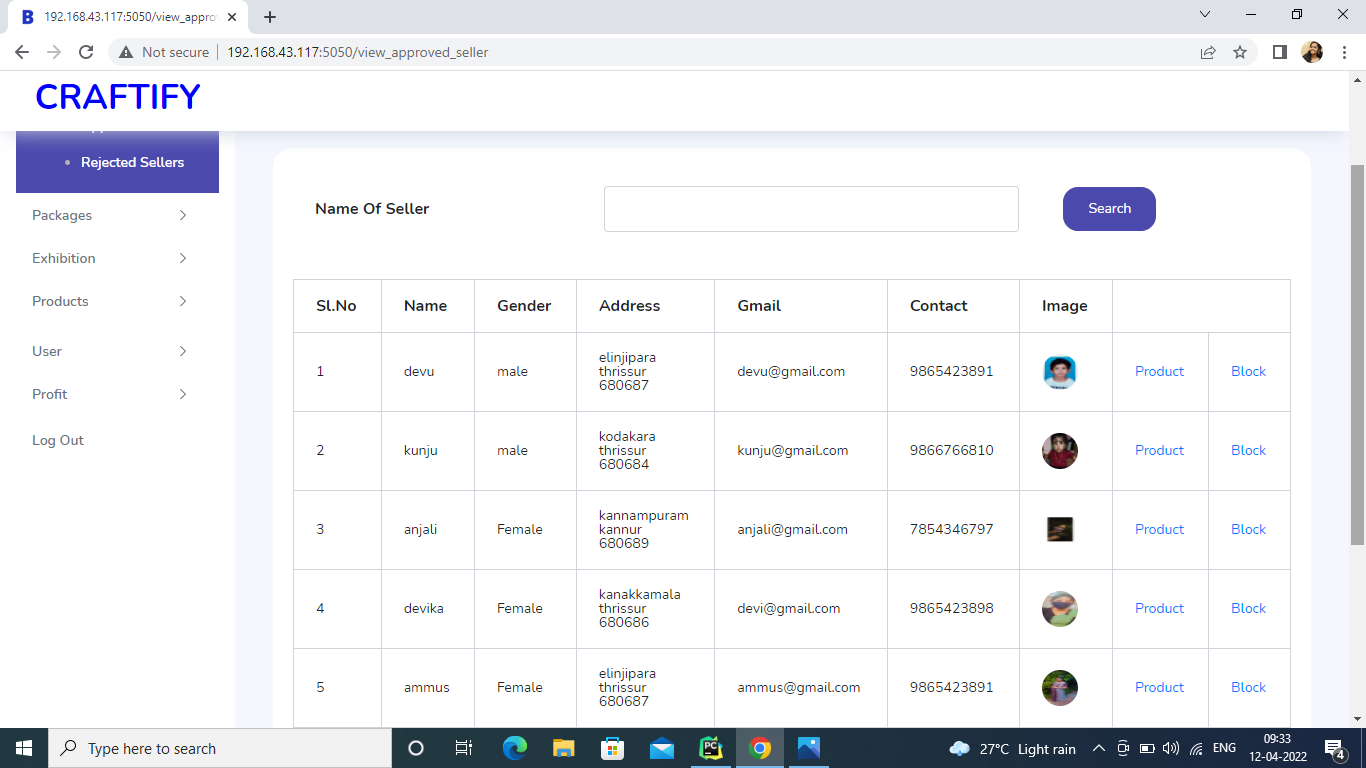 192.168.43.117:5050/view_appro
Not secure
192.168.43.117:5050/view_approved_seller
CRAFTIFY
Rejected Sellers
Packages
Exhibition
Products
User
Profit
Log Out
Name Of Seller
Search
Sl.No Name Gender Address Gmail Contact Image
1 devu male elinjipara devu@gmail.com 9865423891 Product Block
thrissur
680687
2 kunju male kodakara kunju@gmail.com 9866766810 Product Block
thrissur
680684
3 anjali Female kannampuram anjali@gmail.com 7854346797 Product Block
kannur
680689
4 devika Female kanakkamala devi@gmail.com 9865423898 Product Block
thrissur
680686
5 ammus Female elinjipara ammus@gmail.com 9865423891 Product Block
thrissur
680687
Type here to search
27°C Light rain
ENG
09:33
12-04-2022
4